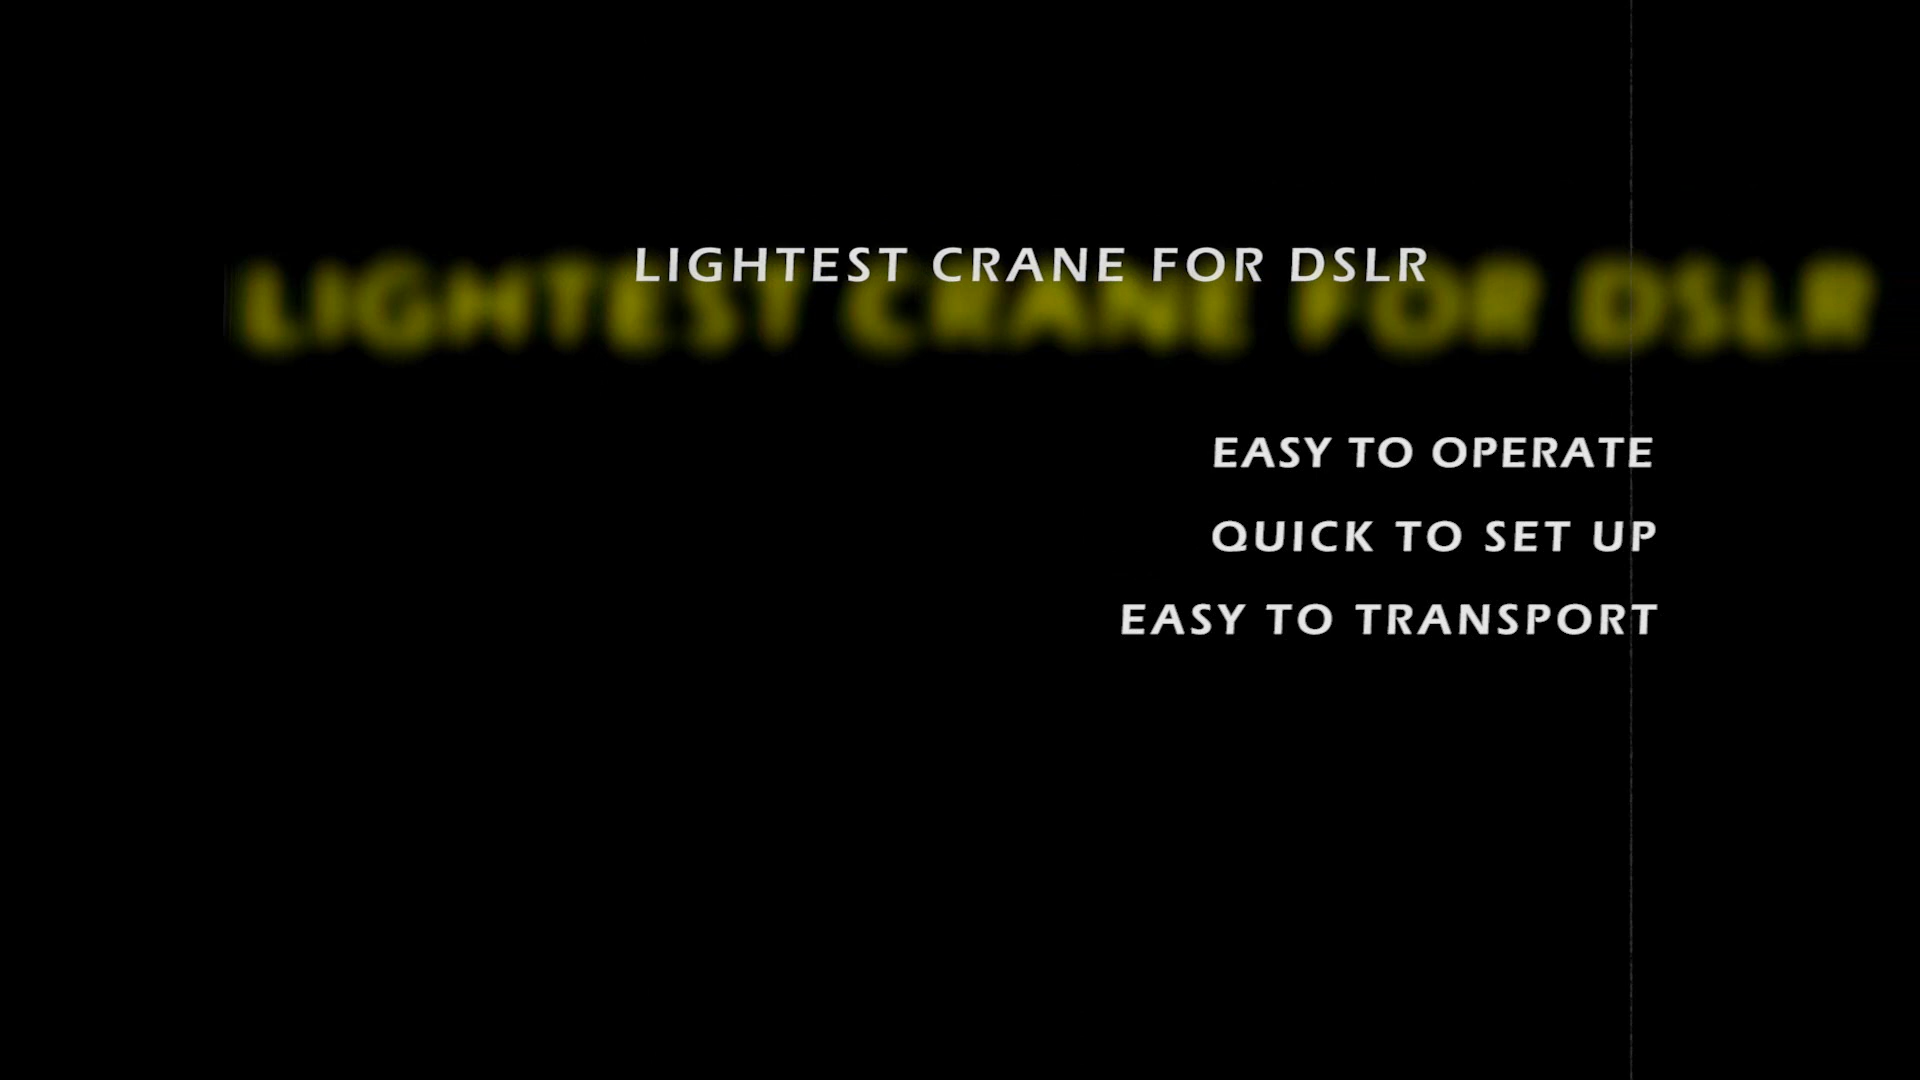 LIGHTEST CRANE FOR DSLR
LIGHTEST CRANE FOR DSLR
EASY TO OPERATE
QUICK TO SET UP
EASY TO TRANSPORT